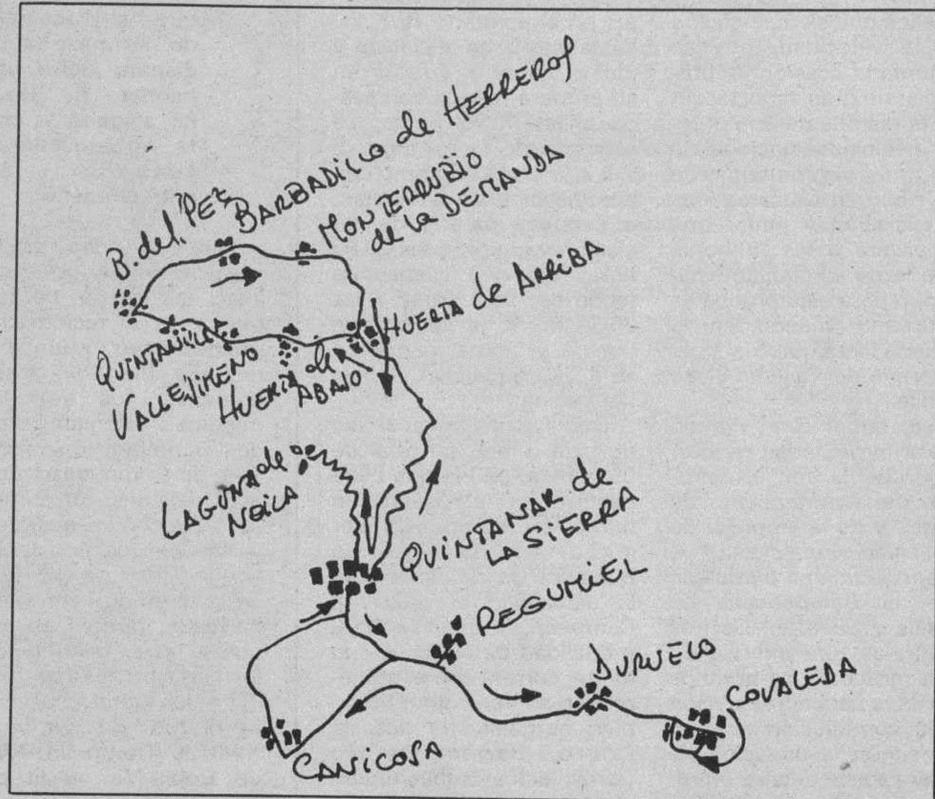 B. del Pez
BARBADILLO de HERREROS
MONTERRUBIO
de la DEMANDA
HUERTA de ARRIBA
QUINTANILLA
VALLEJIMENO
HUERTA de
ABAJO
LAGUNA de
NEILA
QUINTANAR de
LA SIERRA
REGUMIEL
DURUELO
COVALEDA
CANICOSA